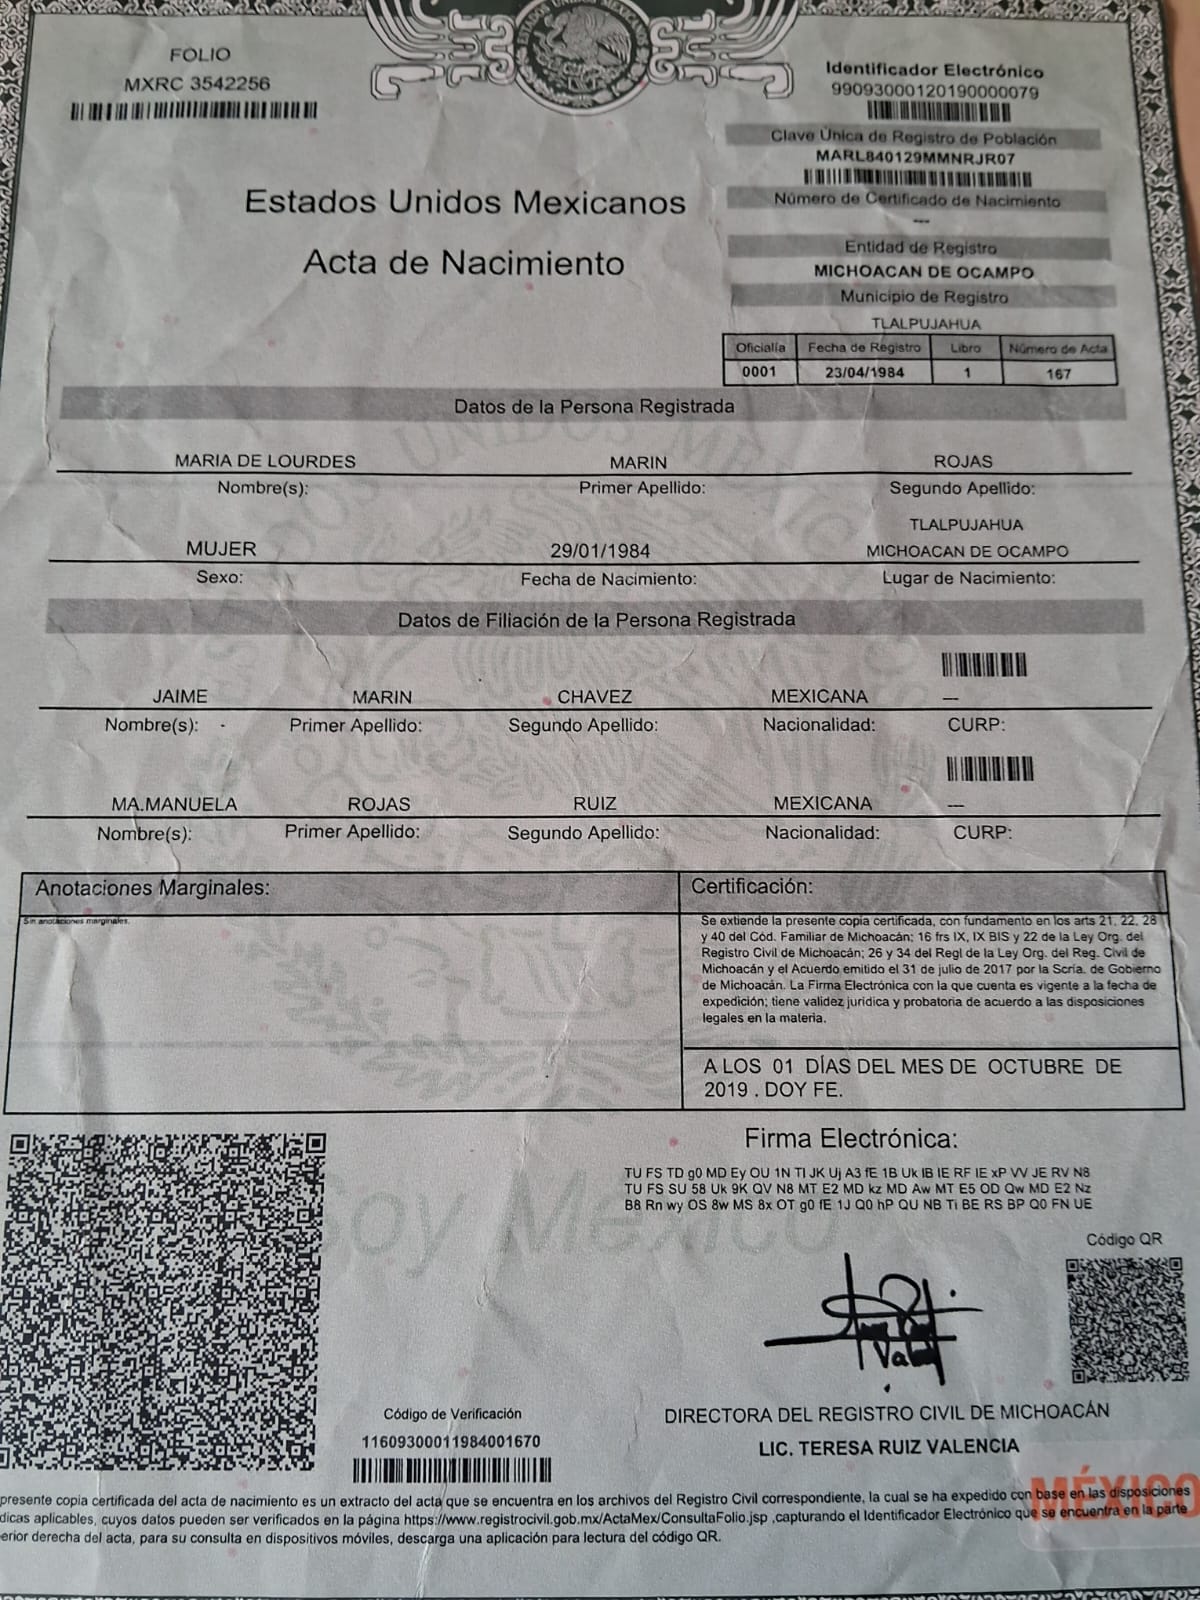 ESTADOS UNIDOS MEXICANOS
FOLIO
MXRC 3542256
Identificador Electrónico
99093000120190000079
Clave Única de Registro de Población
MARL840129MMNRJR07
Número de Certificado de Nacimiento
---
Entidad de Registro
MICHOACAN DE OCAMPO
Municipio de Registro
TLALPUJAHUA
Oficialía Fecha de Registro Libro Número de Acta
0001 23/04/1984 1 167
Estados Unidos Mexicanos
Acta de Nacimiento
Datos de la Persona Registrada
MARIA DE LOURDES MARIN ROJAS
Nombre(s): Primer Apellido: Segundo Apellido:
TLALPUJAHUA
MUJER 29/01/1984 MICHOACAN DE OCAMPO
Sexo: Fecha de Nacimiento: Lugar de Nacimiento:
Datos de Filiación de la Persona Registrada
JAIME MARIN CHAVEZ MEXICANA ---
Nombre(s): Primer Apellido: Segundo Apellido: Nacionalidad: CURP:
MA.MANUELA ROJAS RUIZ MEXICANA ---
Nombre(s): Primer Apellido: Segundo Apellido: Nacionalidad: CURP:
Anotaciones Marginales:
Sin anotaciones marginales.
Certificación:
Se extiende la presente copia certificada, con fundamento en los arts 21, 22, 28
y 40 del Cód. Familiar de Michoacán; 16 frs IX, IX BIS y 22 de la Ley Org. del
Registro Civil de Michoacán; 26 y 34 del Regl de la Ley Org. del Reg. Civil de
Michoacán y el Acuerdo emitido el 31 de julio de 2017 por la Scría. de Gobierno
de Michoacán. La Firma Electrónica con la que cuenta es vigente a la fecha de
expedición; tiene validez jurídica y probatoria de acuerdo a las disposiciones
legales en la materia.
A LOS 01 DÍAS DEL MES DE OCTUBRE DE
2019 . DOY FE.
Firma Electrónica:
TU FS TD g0 MD Ey OU 1N TI JK Uj A3 fE 1B Uk lB IE RF IE xP VV JE RV N8
TU FS SU 58 Uk 9K QV N8 MT E2 MD kz MD Aw MT E5 OD Qw MD E2 Nz
B8 Rn wy OS 8w MS 8x OT g0 fE 1J Q0 hP QU NB Ti BE RS BP Q0 FN UE
Soy México
Código QR
Código de Verificación
11609300011984001670
DIRECTORA DEL REGISTRO CIVIL DE MICHOACÁN
LIC. TERESA RUIZ VALENCIA
MÉXICO
presente copia certificada del acta de nacimiento es un extracto del acta que se encuentra en los archivos del Registro Civil correspondiente, la cual se ha expedido con base en las disposiciones
dicas aplicables, cuyos datos pueden ser verificados en la página https://www.registrocivil.gob.mx/ActaMex/ConsultaFolio.jsp ,capturando el Identificador Electrónico que se encuentra en la parte
erior derecha del acta, para su consulta en dispositivos móviles, descarga una aplicación para lectura del código QR.